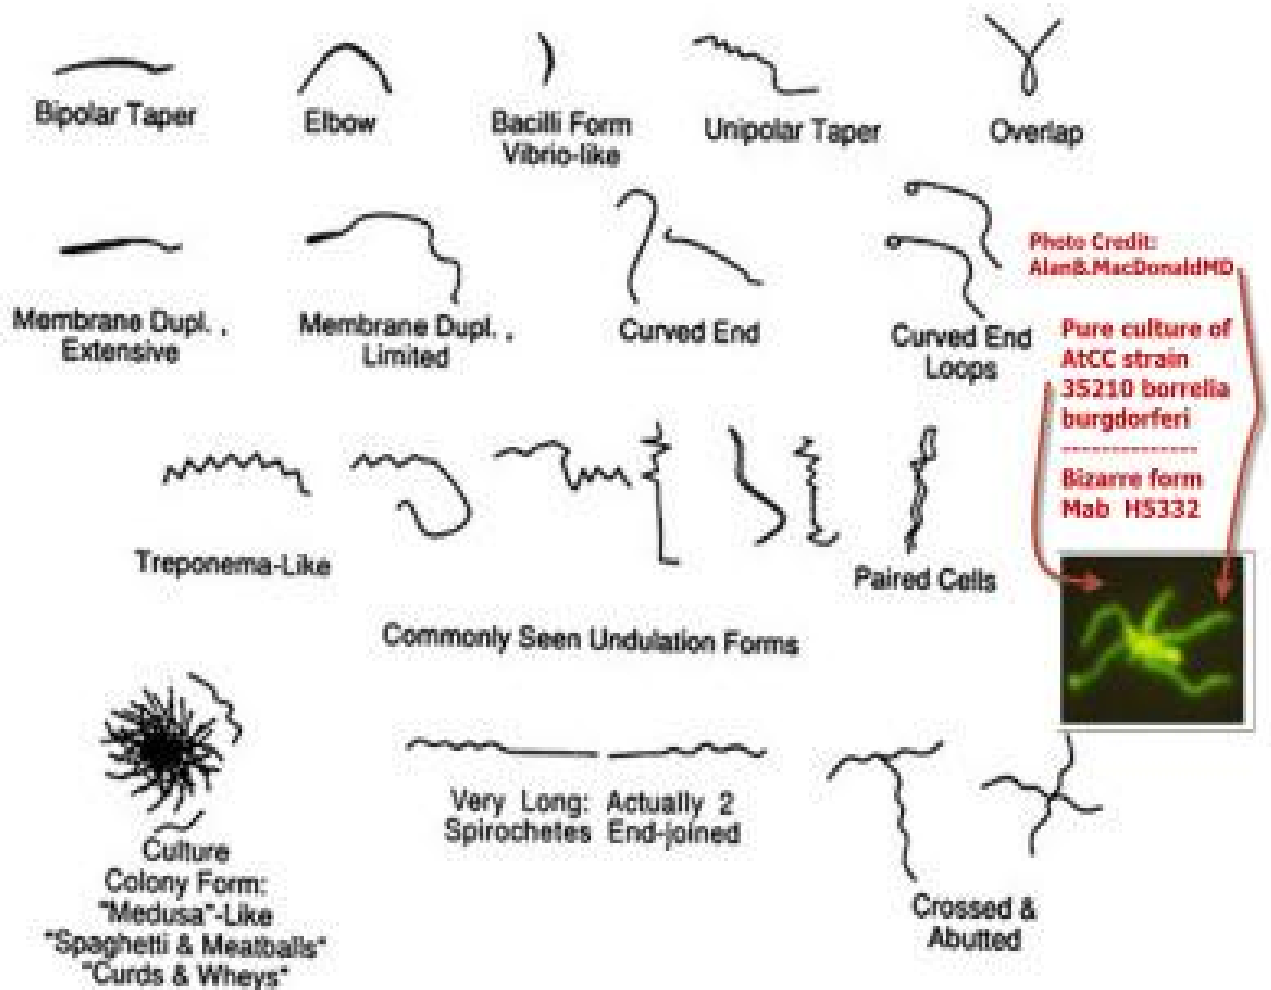 Bipolar Taper
Elbow
Bacilli Form
Vibrio-like
Unipolar Taper
Overlap
Membrane Dupl. ,
Extensive
Membrane Dupl. ,
Limited
Curved End
Curved End
Loops
Photo Credit:
AlanB.MacDonaldMD
Pure culture of
AtCC strain
35210 borrelia
burgdorferi
--------------
Bizarre form
Mab H5332
Treponema-Like
Paired Cells
Commonly Seen Undulation Forms
Culture
Colony Form:
"Medusa"-Like
"Spaghetti & Meatballs"
"Curds & Wheys"
Very Long: Actually 2
Spirochetes End-joined
Crossed &
Abutted